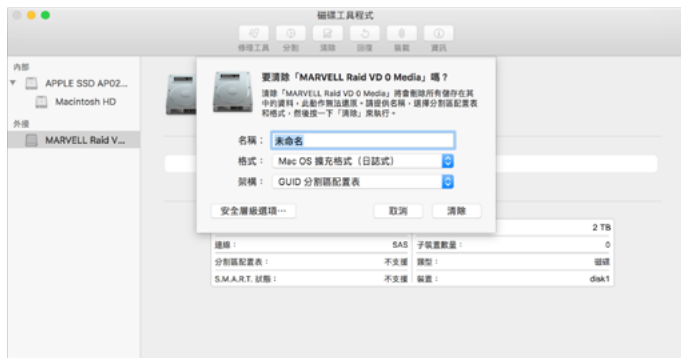 磁碟工具程式
修理工具 分割 清除 回復 裝載 資訊
內部
APPLE SSD AP02...
Macintosh HD
外接
MARVELL Raid V...
要清除「MARVELL Raid VD 0 Media」嗎？
清除「MARVELL Raid VD 0 Media」將會刪除所有儲存在其
中的資料，此動作無法還原。請提供名稱，選擇分割區配置表
和格式，然後按一下「清除」來執行。
名稱： 未命名
格式： Mac OS 擴充格式（日誌式）
架構： GUID 分割區配置表
安全層級選項⋯ 取消 清除
2 TB
連線： SAS 子裝置數量： 0
分割區配置表： 不支援 類型： 磁碟
S.M.A.R.T. 狀態： 不支援 裝置： disk1